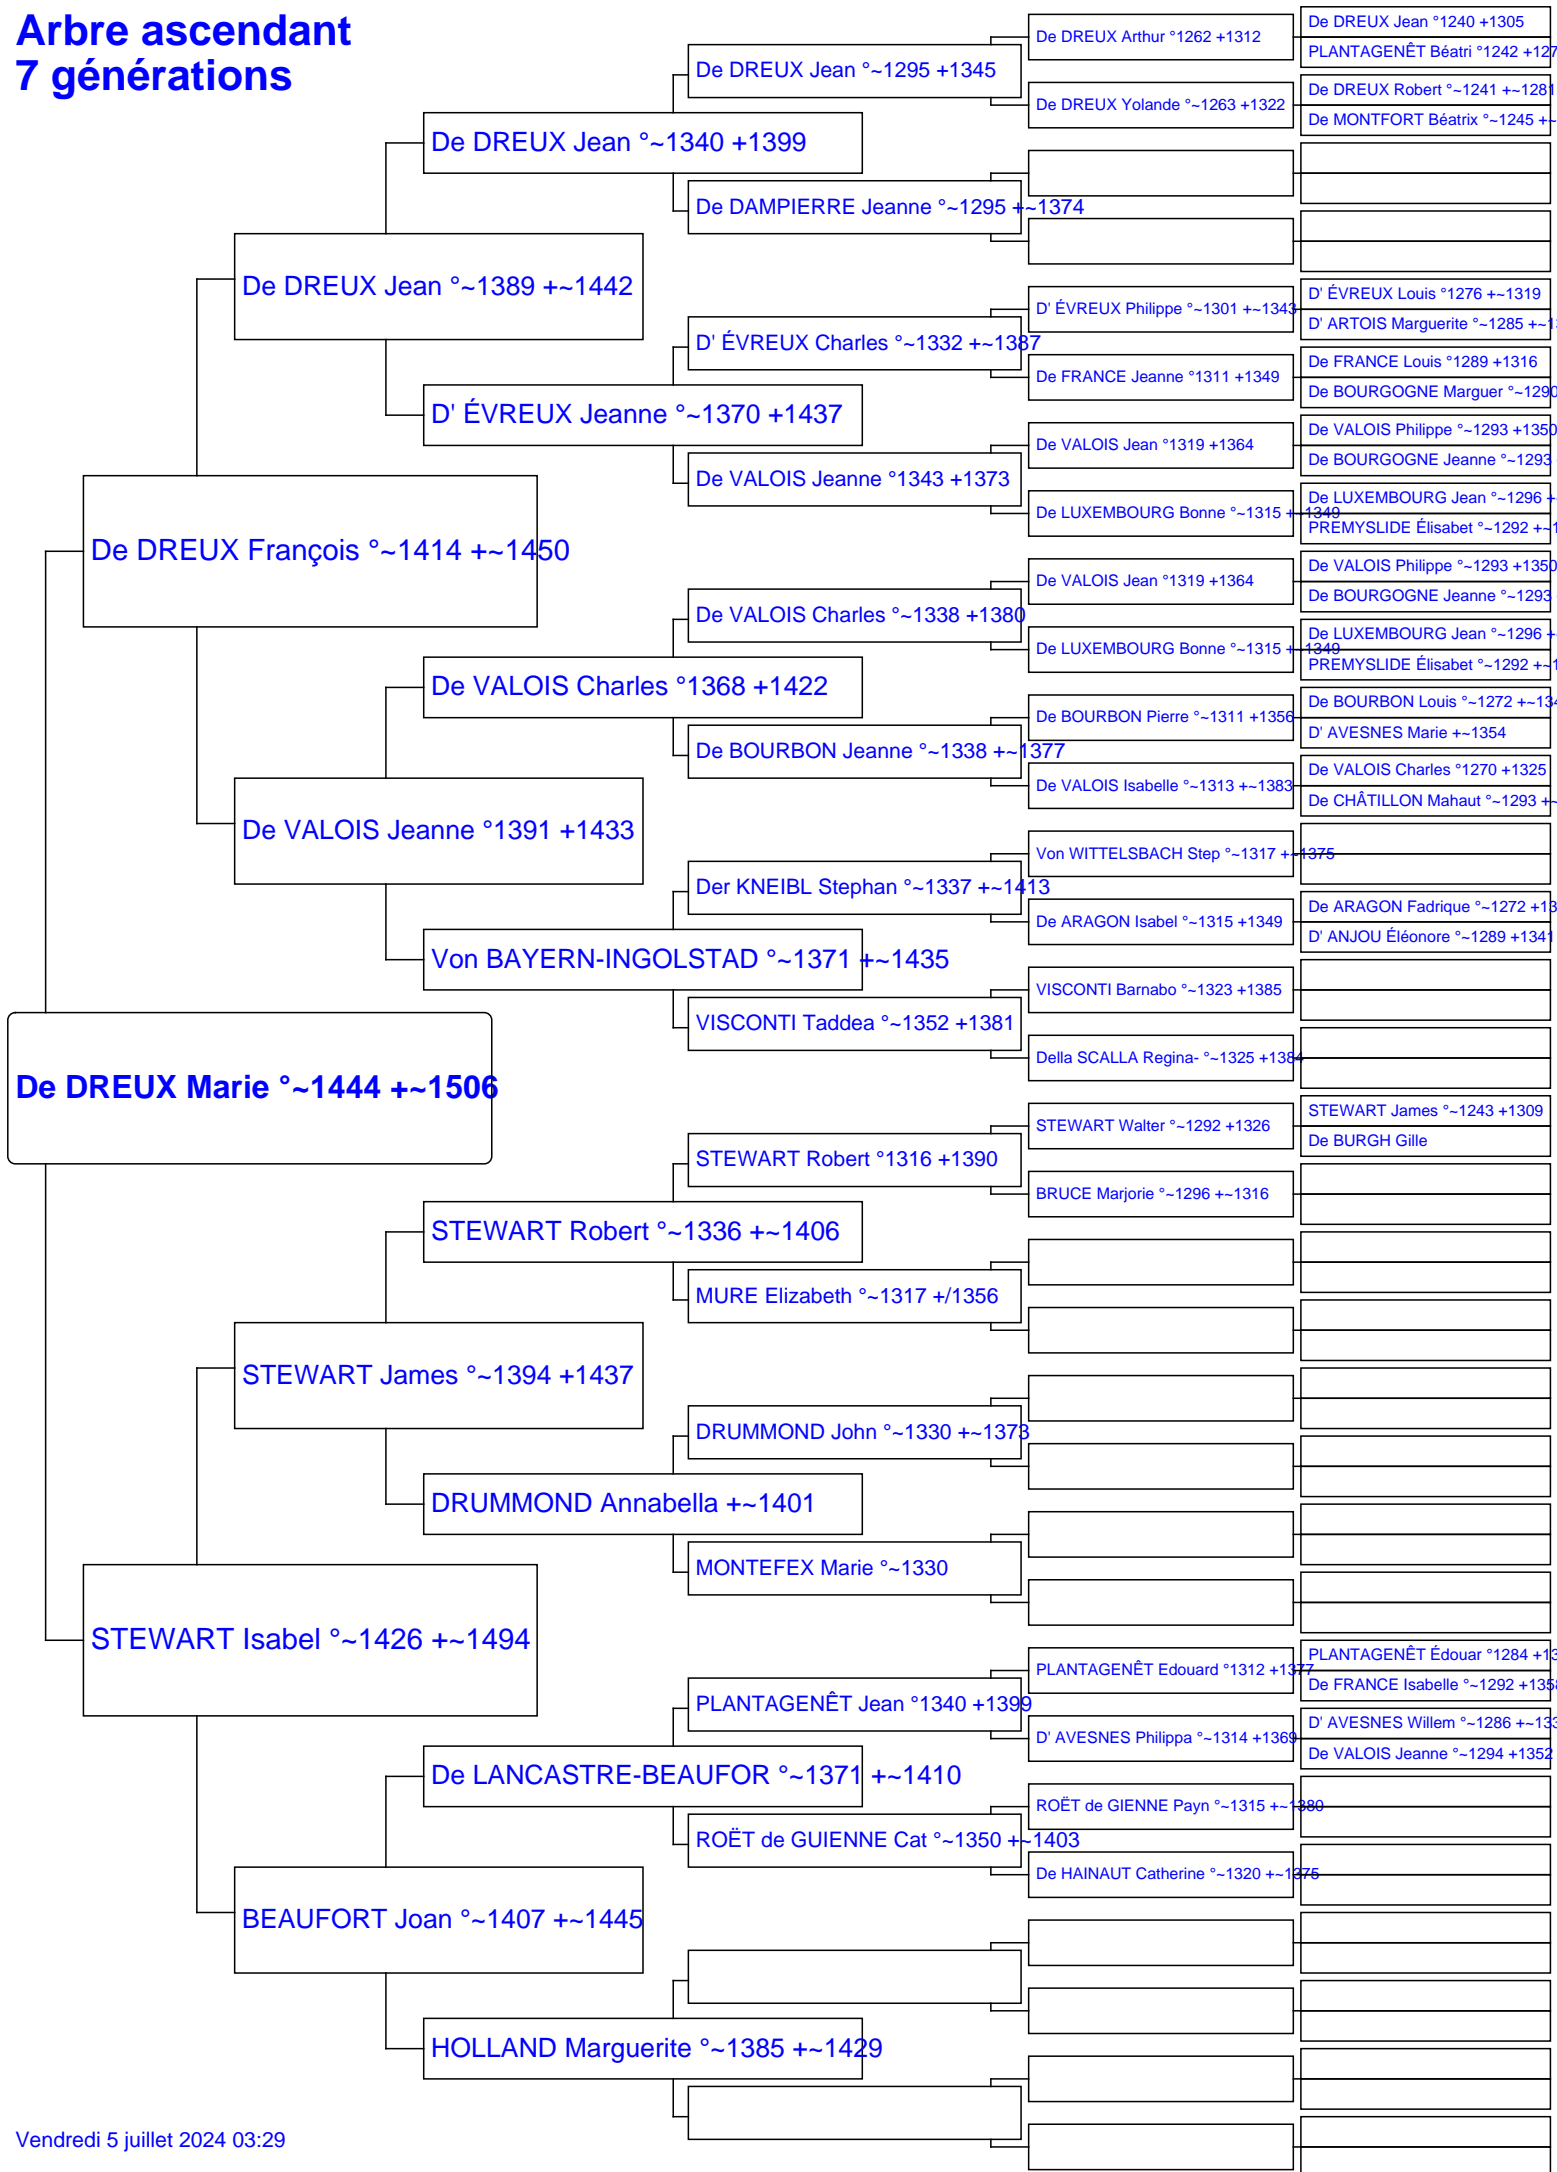 Arbre ascendant
7 générations
De DREUX Marie °~1444 +~1506
De DREUX François °~1414 +~1450
STEWART Isabel °~1426 +~1494
De DREUX Jean °~1389 +~1442
De VALOIS Jeanne °1391 +1433
STEWART James °~1394 +1437
BEAUFORT Joan °~1407 +~1445
De DREUX Jean °~1340 +1399
D' ÉVREUX Jeanne °~1370 +1437
De VALOIS Charles °1368 +1422
Von BAYERN-INGOLSTAD °~1371 +~1435
STEWART Robert °~1336 +~1406
DRUMMOND Annabella +~1401
De LANCASTRE-BEAUFOR °~1371 +~1410
HOLLAND Marguerite °~1385 +~1429
De DREUX Jean °~1295 +1345
De DAMPIERRE Jeanne °~1295 +~1374
D' ÉVREUX Charles °~1332 +~1387
De VALOIS Jeanne °1343 +1373
De VALOIS Charles °~1338 +1380
De BOURBON Jeanne °~1338 +~1377
Der KNEIBL Stephan °~1337 +~1413
VISCONTI Taddea °~1352 +1381
STEWART Robert °1316 +1390
MURE Elizabeth °~1317 +/1356
DRUMMOND John °~1330 +~1373
MONTEFEX Marie °~1330
PLANTAGENÊT Jean °1340 +1399
ROËT de GUIENNE Cat °~1350 +~1403
De DREUX Arthur °1262 +1312
De DREUX Yolande °~1263 +1322
D' ÉVREUX Philippe °~1301 +~1343
De FRANCE Jeanne °1311 +1349
De VALOIS Jean °1319 +1364
De LUXEMBOURG Bonne °~1315 +~1349
De VALOIS Jean °1319 +1364
De LUXEMBOURG Bonne °~1315 +~1349
De BOURBON Pierre °~1311 +1356
De VALOIS Isabelle °~1313 +~1383
Von WITTELSBACH Step °~1317 +~1375
De ARAGON Isabel °~1315 +1349
VISCONTI Barnabo °~1323 +1385
Della SCALLA Regina- °~1325 +1384
STEWART Walter °~1292 +1326
BRUCE Marjorie °~1296 +~1316
PLANTAGENÊT Edouard °1312 +1377
D' AVESNES Philippa °~1314 +1369
ROËT de GIENNE Payn °~1315 +~1380
De HAINAUT Catherine °~1320 +~1375
De DREUX Jean °1240 +1305
PLANTAGENÊT Béatri °1242 +127
De DREUX Robert °~1241 +~1281
De MONTFORT Béatrix °~1245 +~
D' ÉVREUX Louis °1276 +~1319
D' ARTOIS Marguerite °~1285 +~1
De FRANCE Louis °1289 +1316
De BOURGOGNE Marguer °~1290
De VALOIS Philippe °~1293 +1350
De BOURGOGNE Jeanne °~1293
De LUXEMBOURG Jean °~1296 +
PREMYSLIDE Élisabet °~1292 +~1
De VALOIS Philippe °~1293 +1350
De BOURGOGNE Jeanne °~1293
De LUXEMBOURG Jean °~1296 +
PREMYSLIDE Élisabet °~1292 +~1
De BOURBON Louis °~1272 +~134
D' AVESNES Marie +~1354
De VALOIS Charles °1270 +1325
De CHÂTILLON Mahaut °~1293 +~
De ARAGON Fadrique °~1272 +13
D' ANJOU Éléonore °~1289 +1341
STEWART James °~1243 +1309
De BURGH Gille
PLANTAGENÊT Édouar °1284 +13
De FRANCE Isabelle °~1292 +1358
D' AVESNES Willem °~1286 +~133
De VALOIS Jeanne °~1294 +1352
Vendredi 5 juillet 2024 03:29